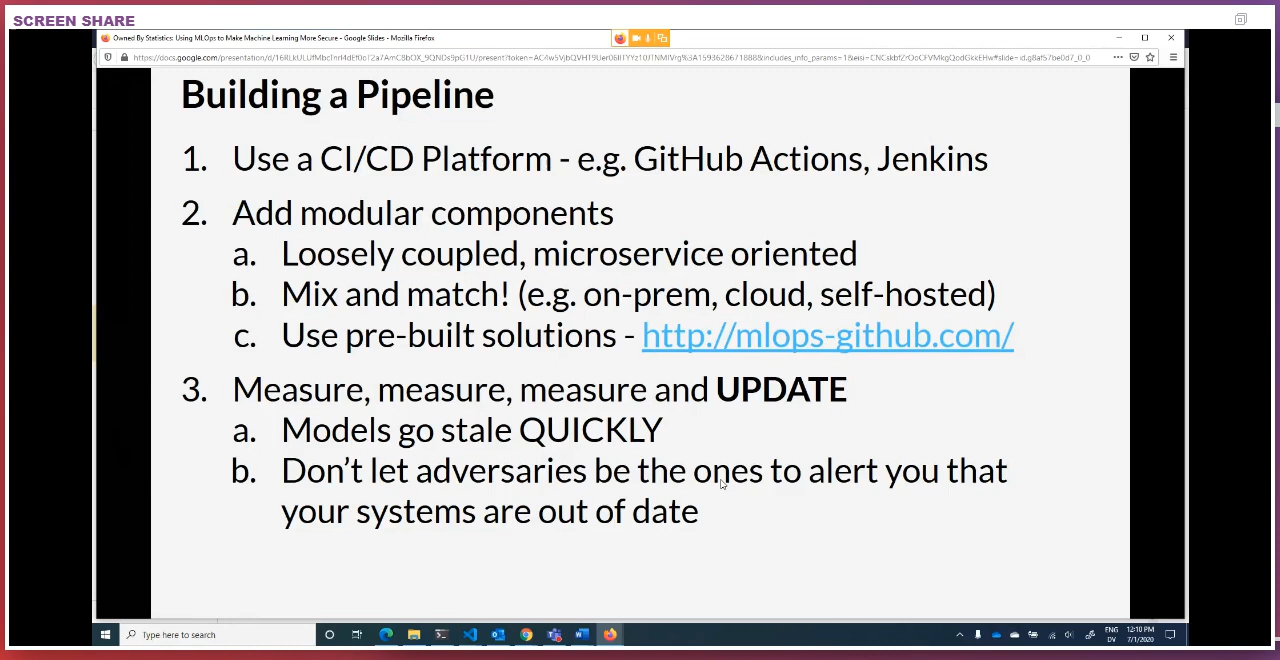 SCREEN SHARE
Owned By Statistics: Using MLOps to Make Machine Learning More Secure - Google Slides - Mozilla Firefox
Building a Pipeline
1. Use a CI/CD Platform - e.g. GitHub Actions, Jenkins
2. Add modular components
a. Loosely coupled, microservice oriented
b. Mix and match! (e.g. on-prem, cloud, self-hosted)
c. Use pre-built solutions - http://mlops-github.com/
3. Measure, measure, measure and UPDATE
a. Models go stale QUICKLY
b. Don't let adversaries be the ones to alert you that
your systems are out of date
Type here to search
ENG
DV
12:10 PM
7/1/2020